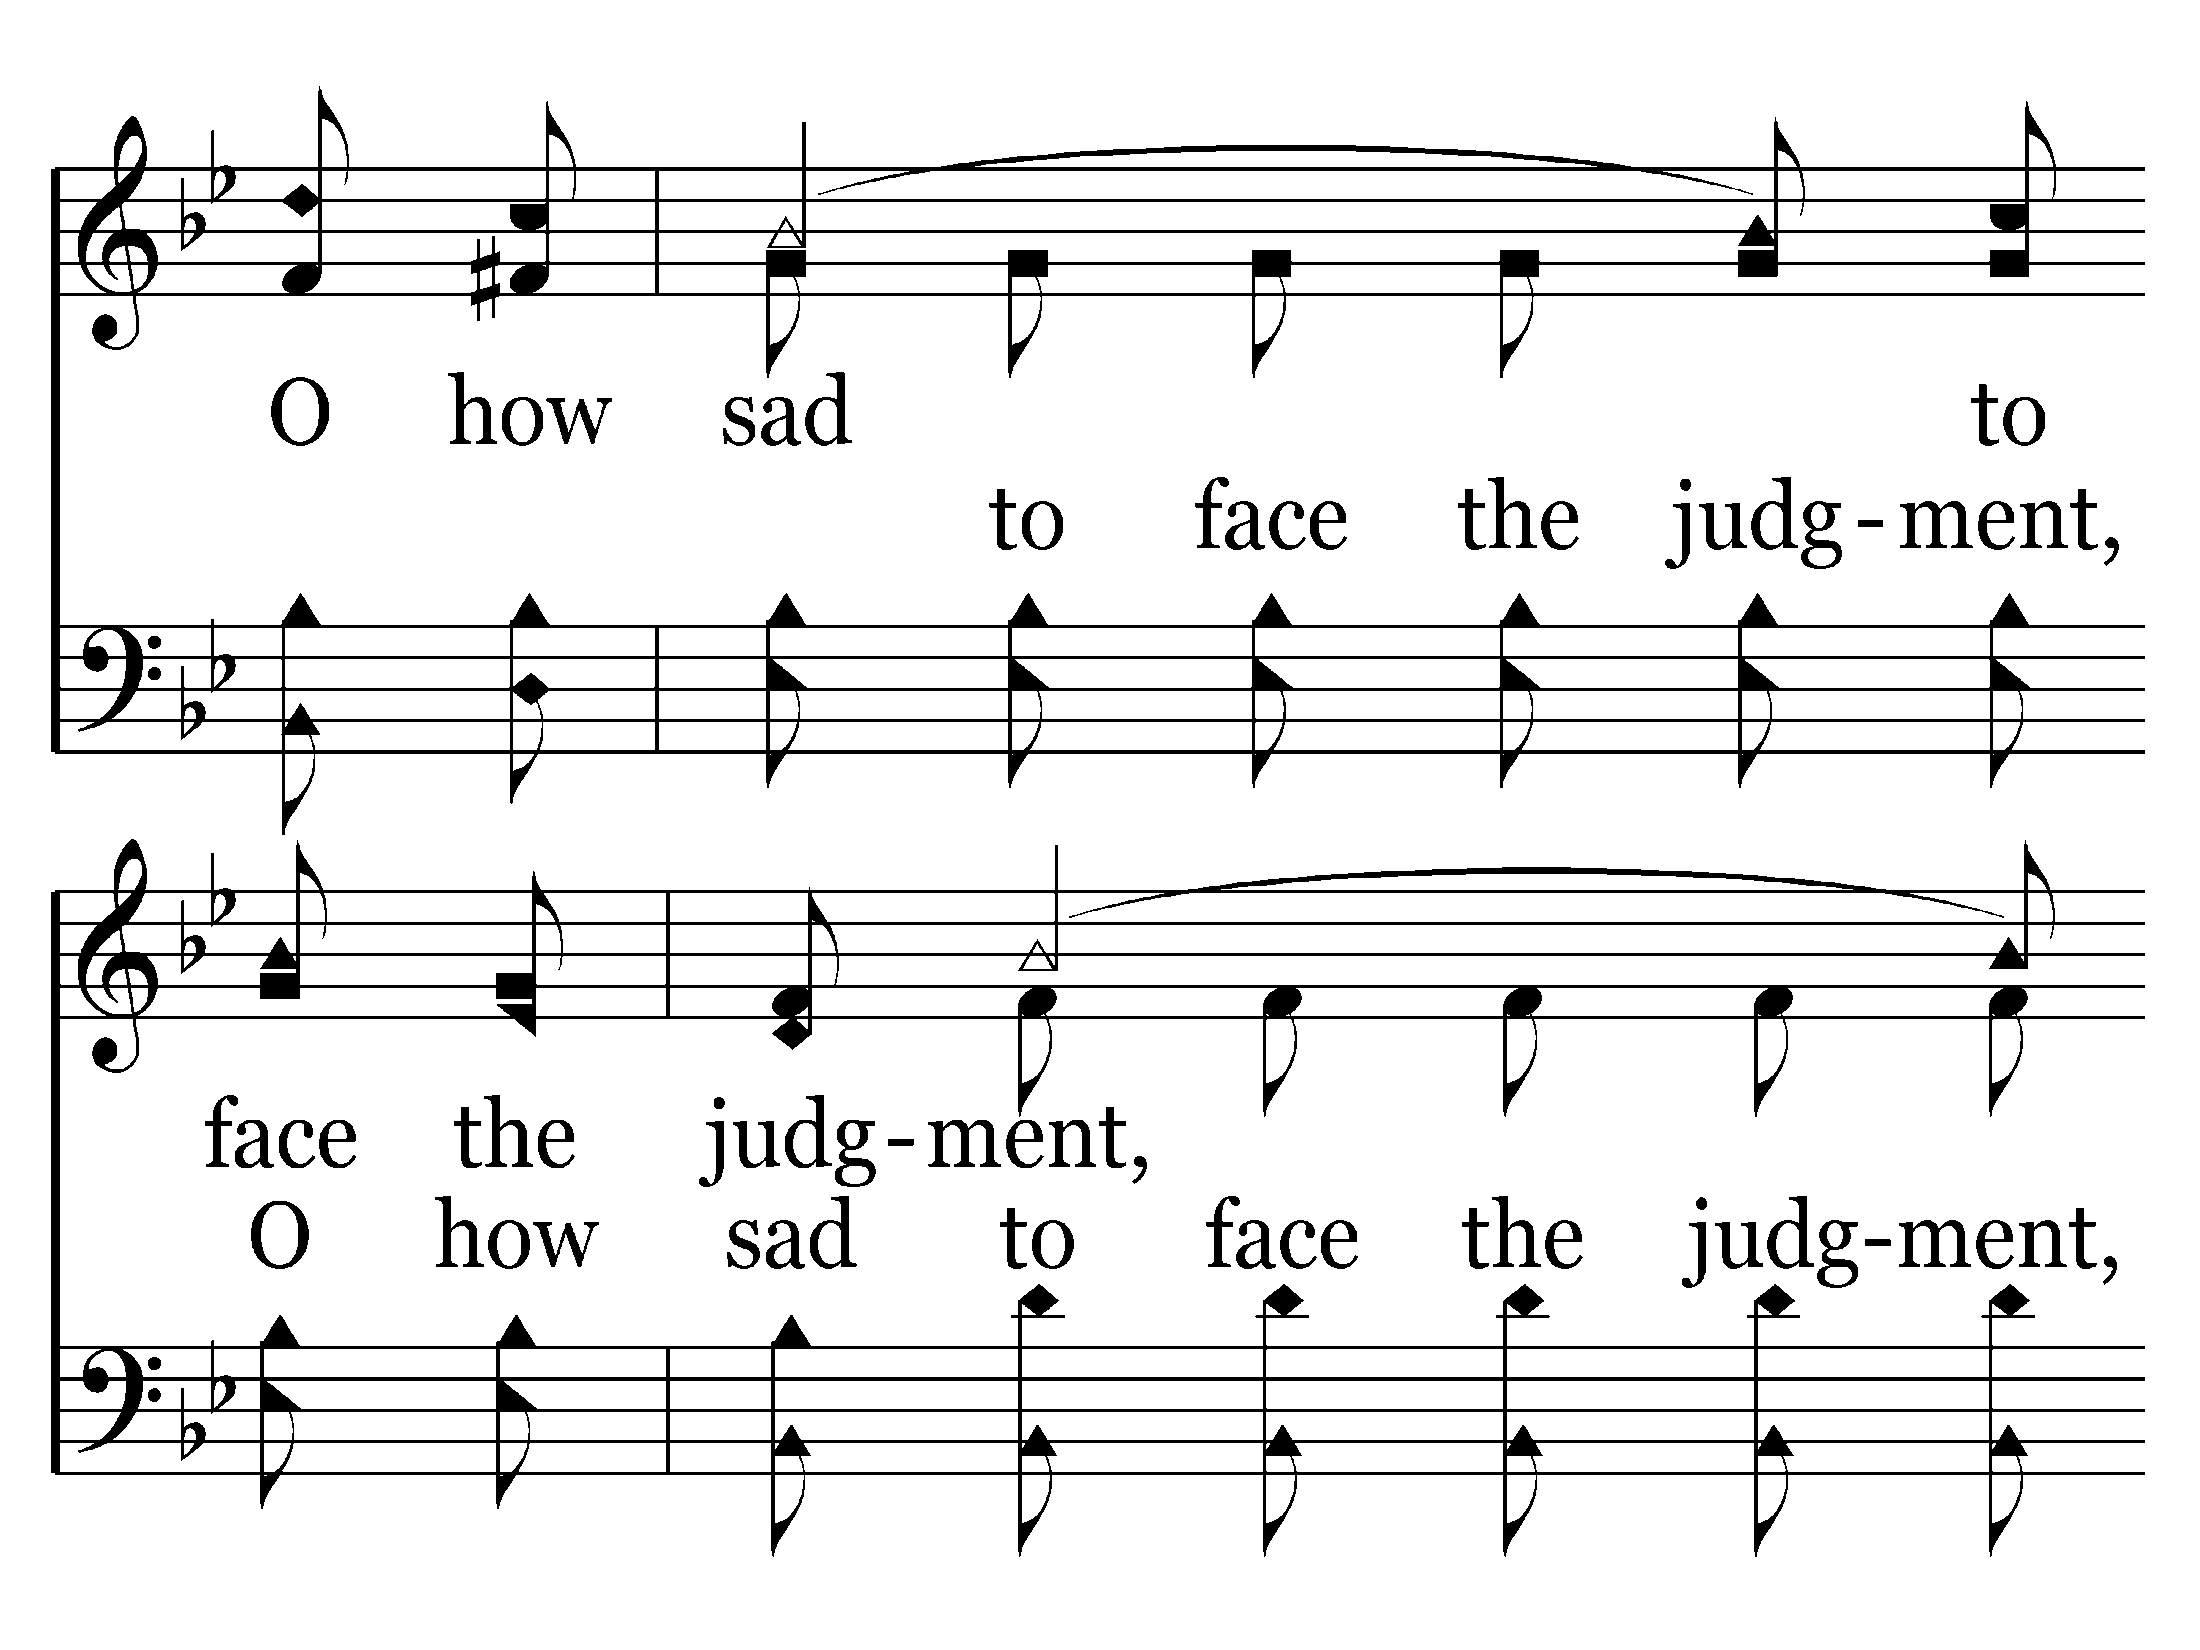 O how sad to
to face the judg-ment,
face the judg-ment,
O how sad to face the judg-ment,